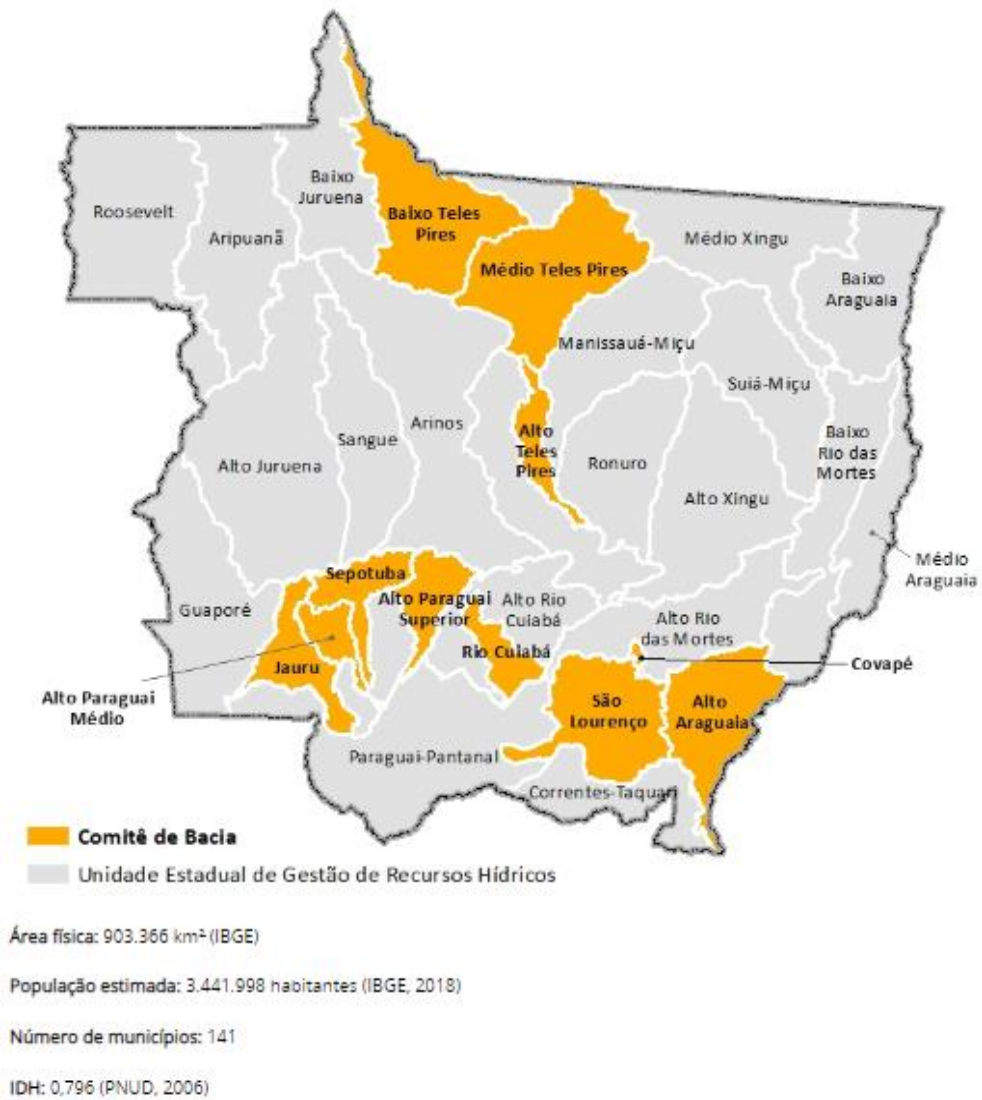 Baixo
Juruena
Roosevelt
Aripuanã
Baixo Teles
Pires
Médio Teles Pires
Médio Xingu
Baixo
Araguaia
Manissauá-Miçu
Suiá-Miçu
Arinos
Sangue
Alto Juruena
Alto
Teles
Pires
Ronuro
Baixo
Rio das
Mortes
Alto Xingu
Médio
Araguaia
Sepotuba
Guaporé
Alto Paraguai
Superior
Alto Rio
Cuiabá
Alto Rio
das Mortes
Rio Cuiabá
Covapé
Jauru
Alto Paraguai
Médio
São
Lourenço
Alto
Araguaia
Paraguai-Pantanal
Correntes-Taquari
Comitê de Bacia
Unidade Estadual de Gestão de Recursos Hídricos
Área física: 903.366 km² (IBGE)
População estimada: 3.441.998 habitantes (IBGE, 2018)
Número de municípios: 141
IDH: 0,796 (PNUD, 2006)